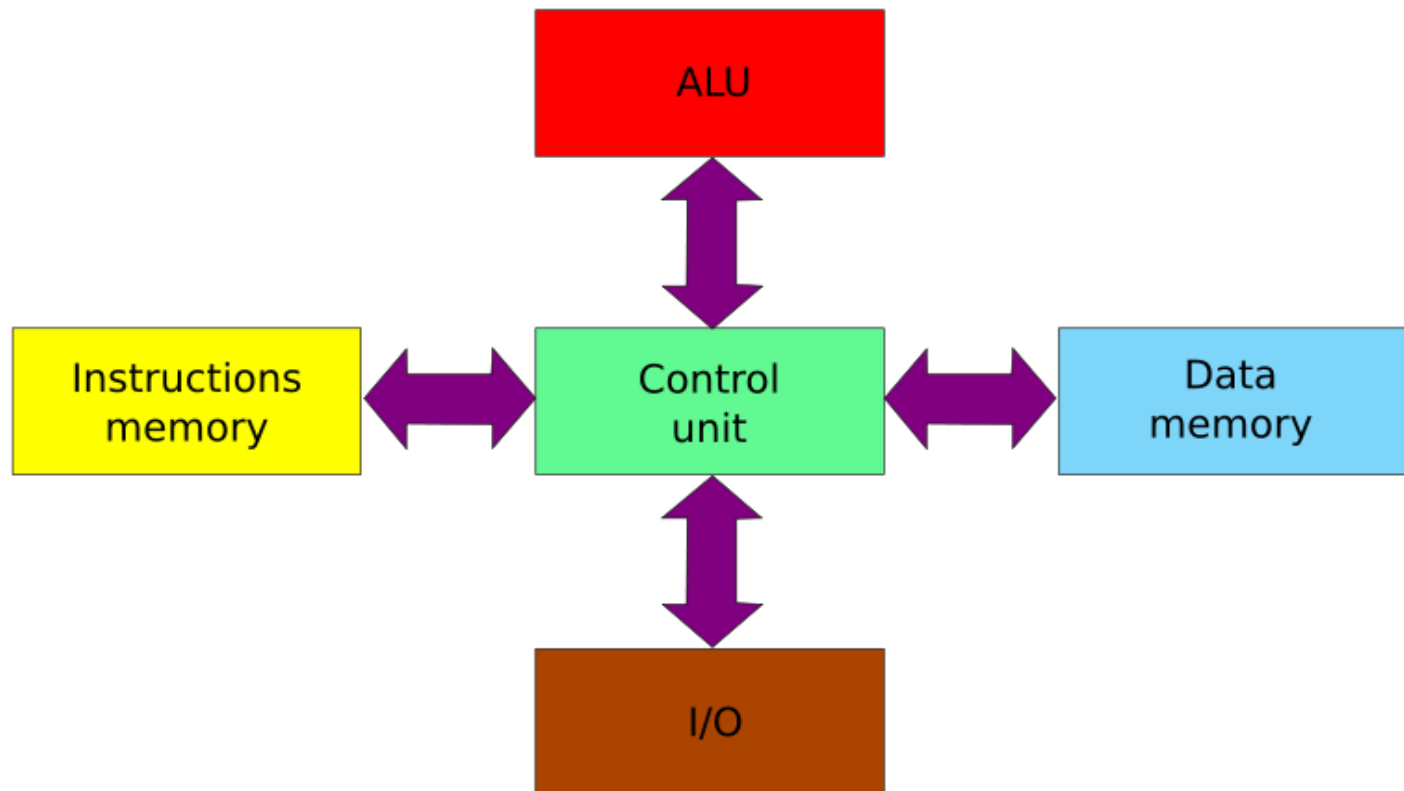 ALU
Instructions
memory
Control
unit
Data
memory
I/O